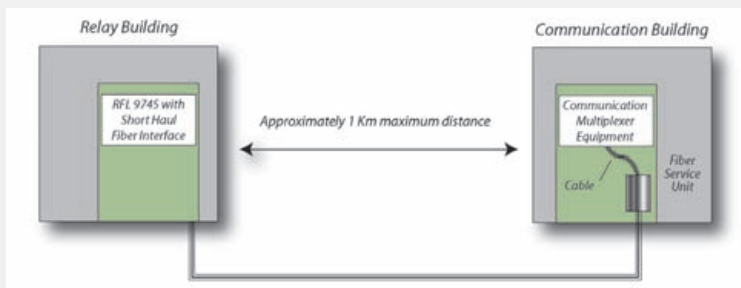 Relay Building
Communication Building
RFL 9745 with
Short Haul
Fiber Interface
Approximately 1 Km maximum distance
Communication
Multiplexer
Equipment
Cable
Fiber
Service
Unit